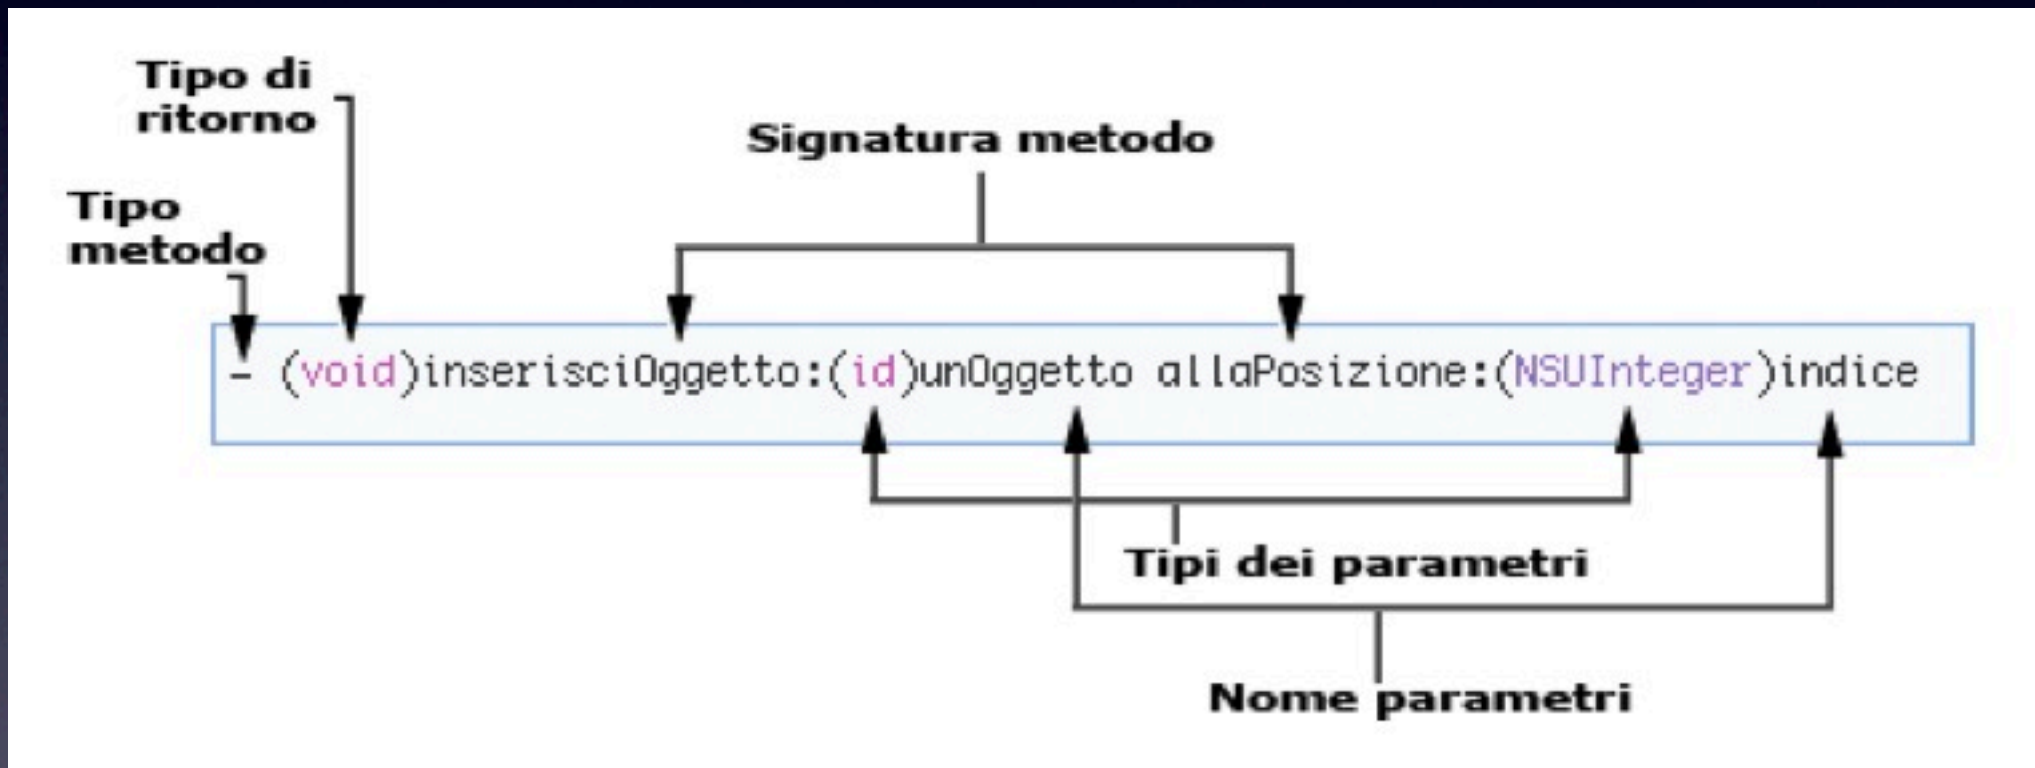 Tipo di
ritorno
Signatura metodo
Tipo
metodo
- (void)inserisciOggetto:(id)unOggetto allaPosizione:(NSUInteger)indice
Tipi dei parametri
Nome parametri